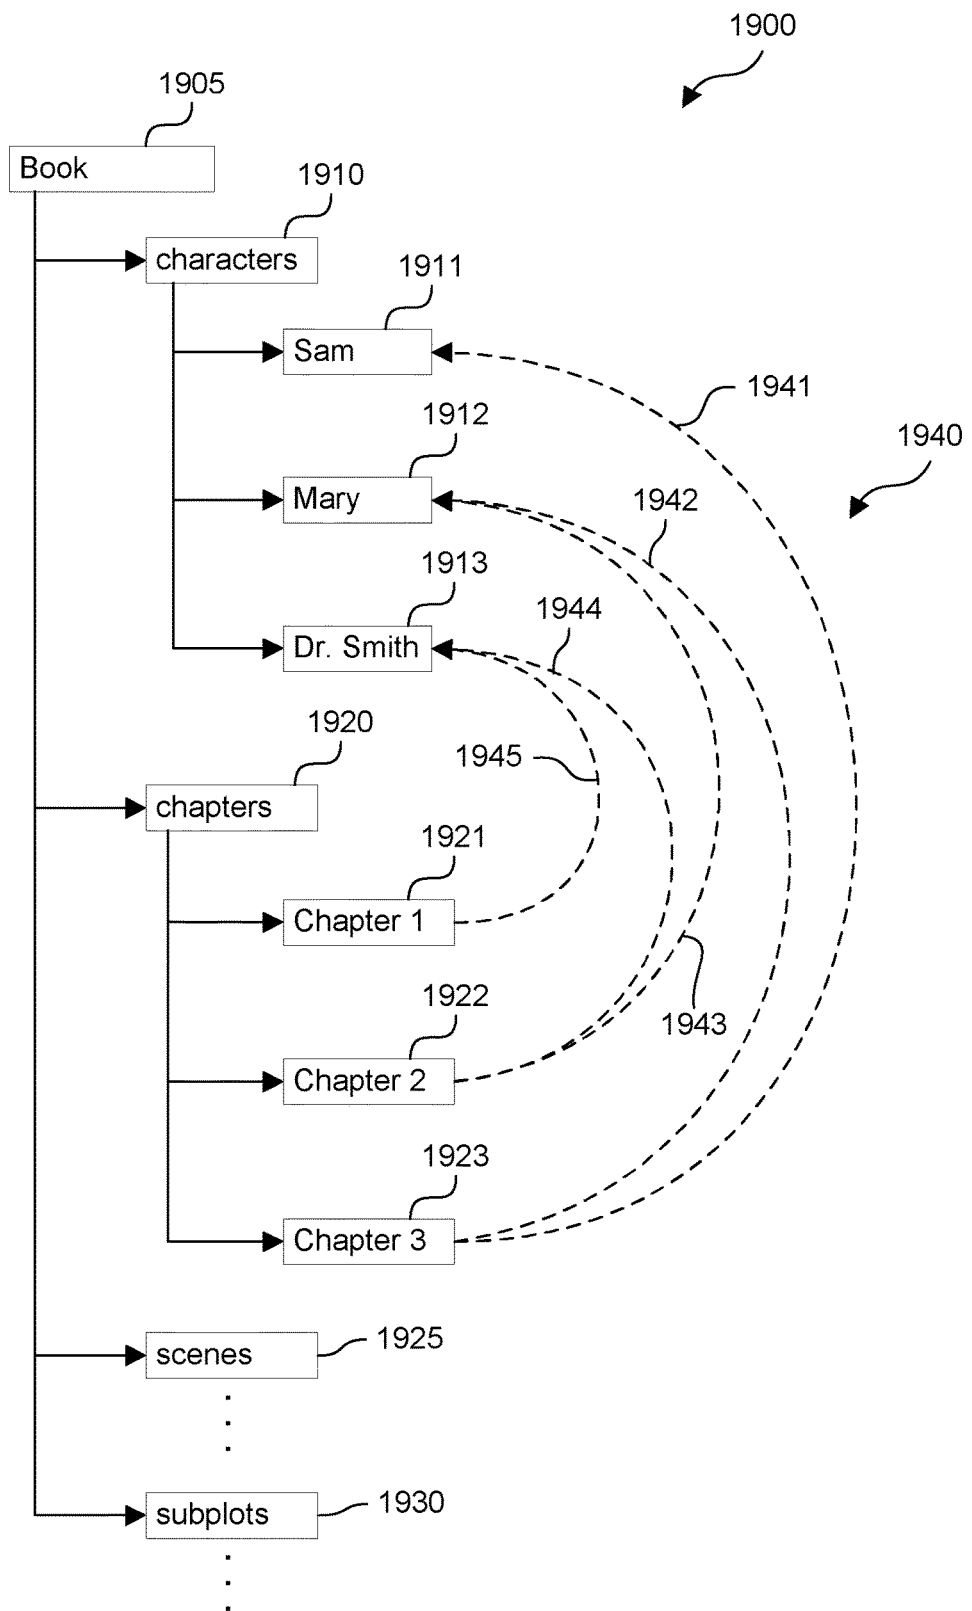 1900
1905
Book
1910
characters
1911
Sam
1941
1912
1940
Mary
1942
1913
1944
Dr. Smith
1920
1945
chapters
1921
Chapter 1
1922
1943
Chapter 2
1923
Chapter 3
1925
scenes
1930
subplots